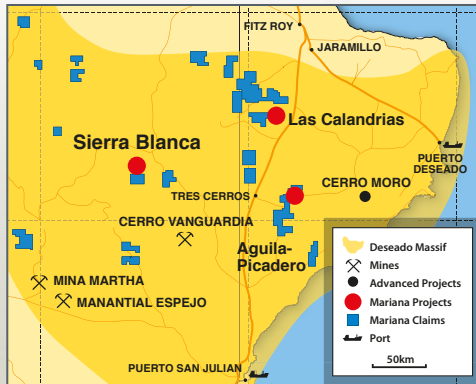 FITZ ROY
JARAMILLO
Las Calandrias
Sierra Blanca
PUERTO
DESEADO
CERRO MORO
TRES CERROS
CERRO VANGUARDIA
Aguila-
Picadero
MINA MARTHA
MANANTIAL ESPEJO
PUERTO SAN JULIAN
Deseado Massif
Mines
Advanced Projects
Mariana Projects
Mariana Claims
Port
50km